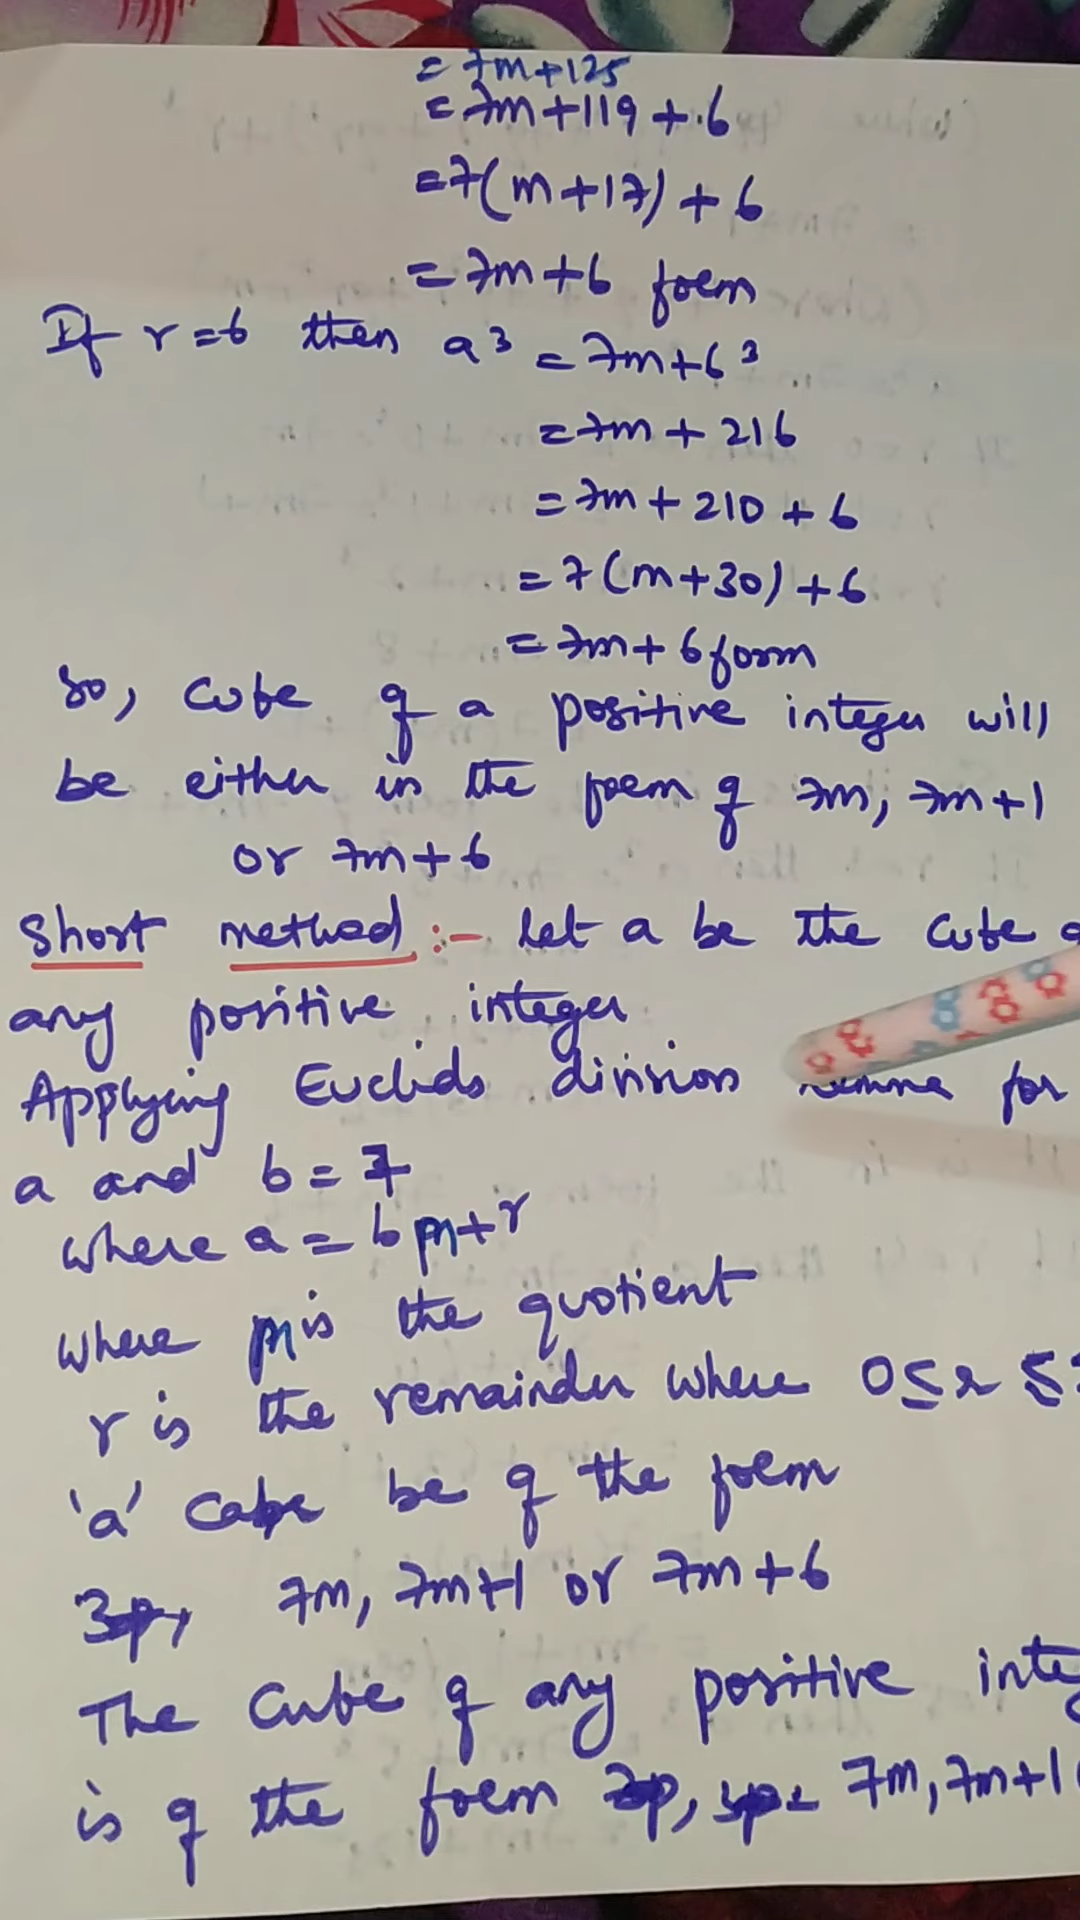 = 7m+125
= 7m+119+6
=7(m+17)+6
= 7m+6 form
If r=6 then a³ = 7m+6³
=7m+216
= 7m+210+6
=7(m+30)+6
= 7m+6 form
So, cube of a positive integer will
be either in the form of 7m, 7m+1
or 7m+6
Short method :- Let a be the cube
any positive integer
Applying Euclids division lemma for
a and b=7
where a = bm+r
where m is the quotient
r is the remainder where 0≤r≤
'a' be of the form
3p, 7m, 7m+1 or 7m+6
The cube of any positive
is of the form 3p, 7m, 7m+1